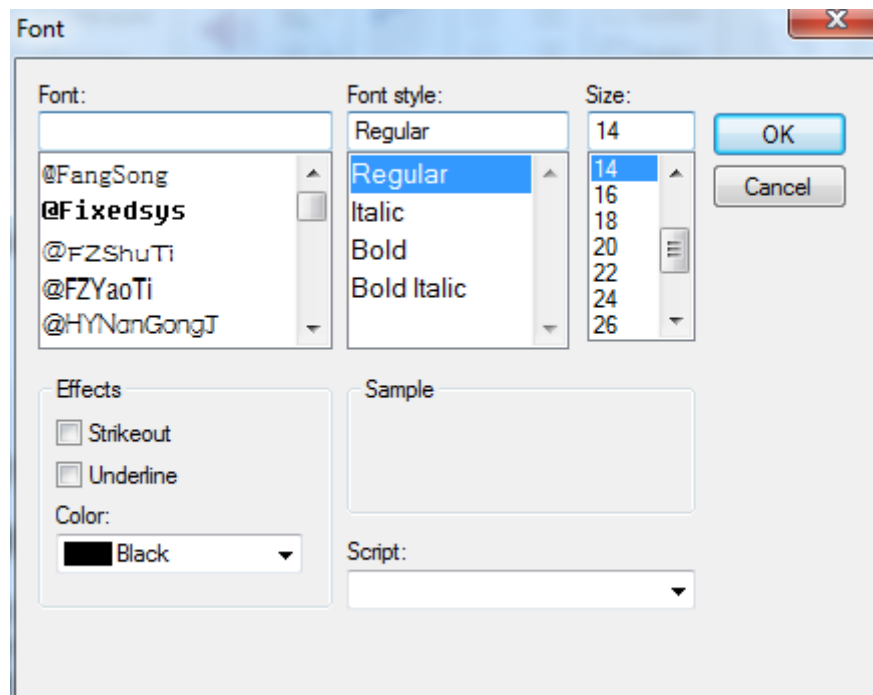 Font
Font:
Font style:
Size:
Regular
14
OK
Cancel
@FangSong
@Fixedsys
@FZShuTi
@FZYaoTi
@HYNanGongJ
Regular
Italic
Bold
Bold Italic
14
16
18
20
22
24
26
Effects
Strikeout
Underline
Color:
Black
Sample
Script: